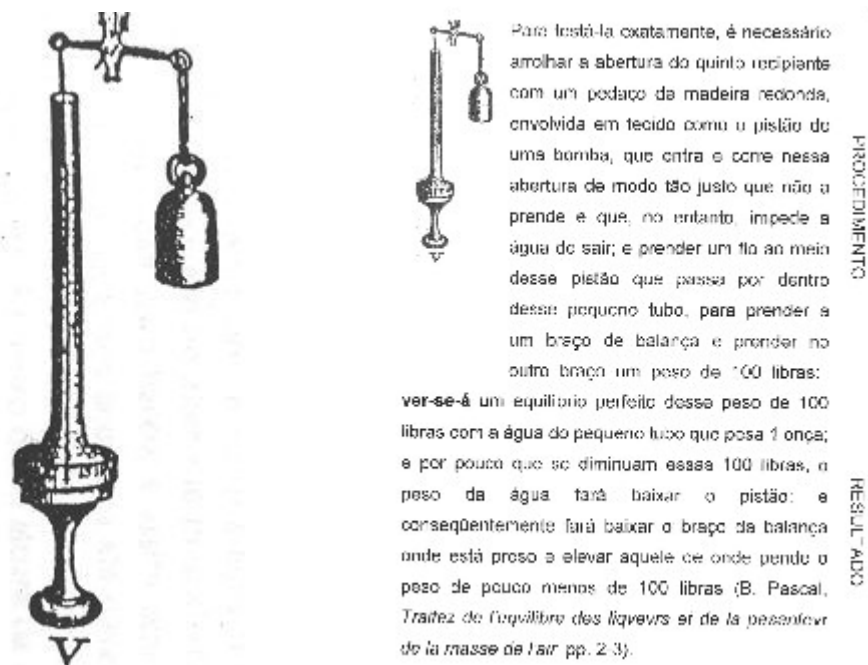 V
Para testá-la exatamente, é necessário
arrolhar a abertura do quinto recipiente
com um pedaço de madeira redonda,
envolvida em tecido como o pistão de
uma bomba, que entra e corre nessa
abertura de modo tão justo que não a
prende e que, no entanto, impede a
água de sair; e prender um fio ao meio
desse pistão que passa por dentro
desse pequeno tubo, para prender a
um braço de balança e prender no
outro braço um peso de 100 libras:
ver-se-á um equilíbrio perfeito desse peso de 100
libras com a água do pequeno tubo que pesa 1 onça;
e por pouco que se diminuam essas 100 libras, o
peso da água fará baixar o pistão; e
conseqüentemente fará baixar o braço da balança
onde está preso e elevar aquele de onde pende o
peso de pouco menos de 100 libras (B. Pascal,
Traitez de l'eqvilibre des liqvevrs et de la pesantevr
de la masse de l'air pp. 2-3).
V
PROCEDIMENTO
RESULTADO